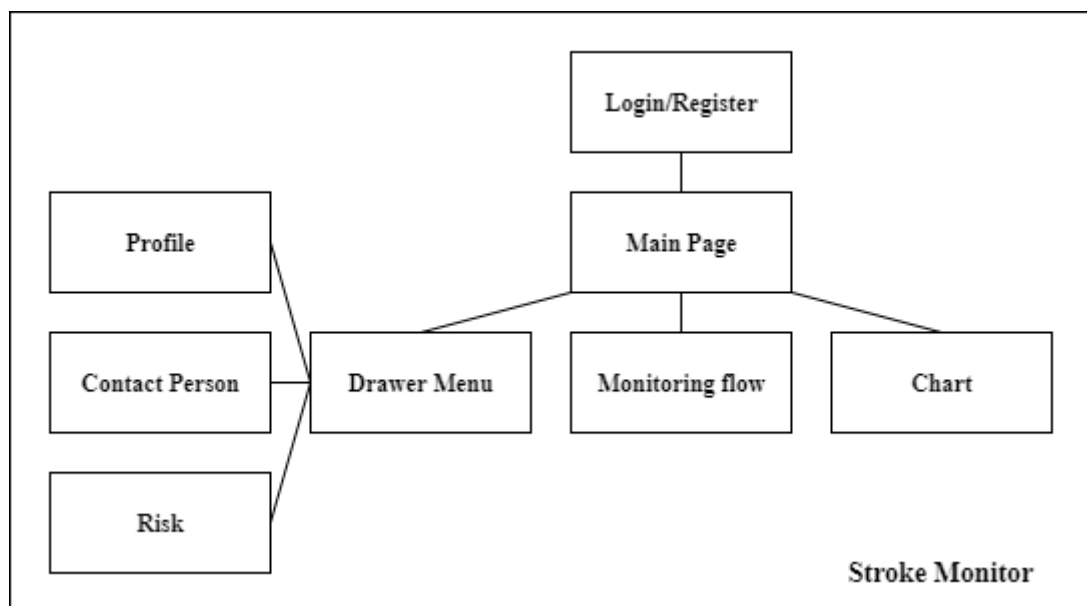 Login/Register
Profile
Main Page
Contact Person
Drawer Menu
Monitoring flow
Chart
Risk
Stroke Monitor